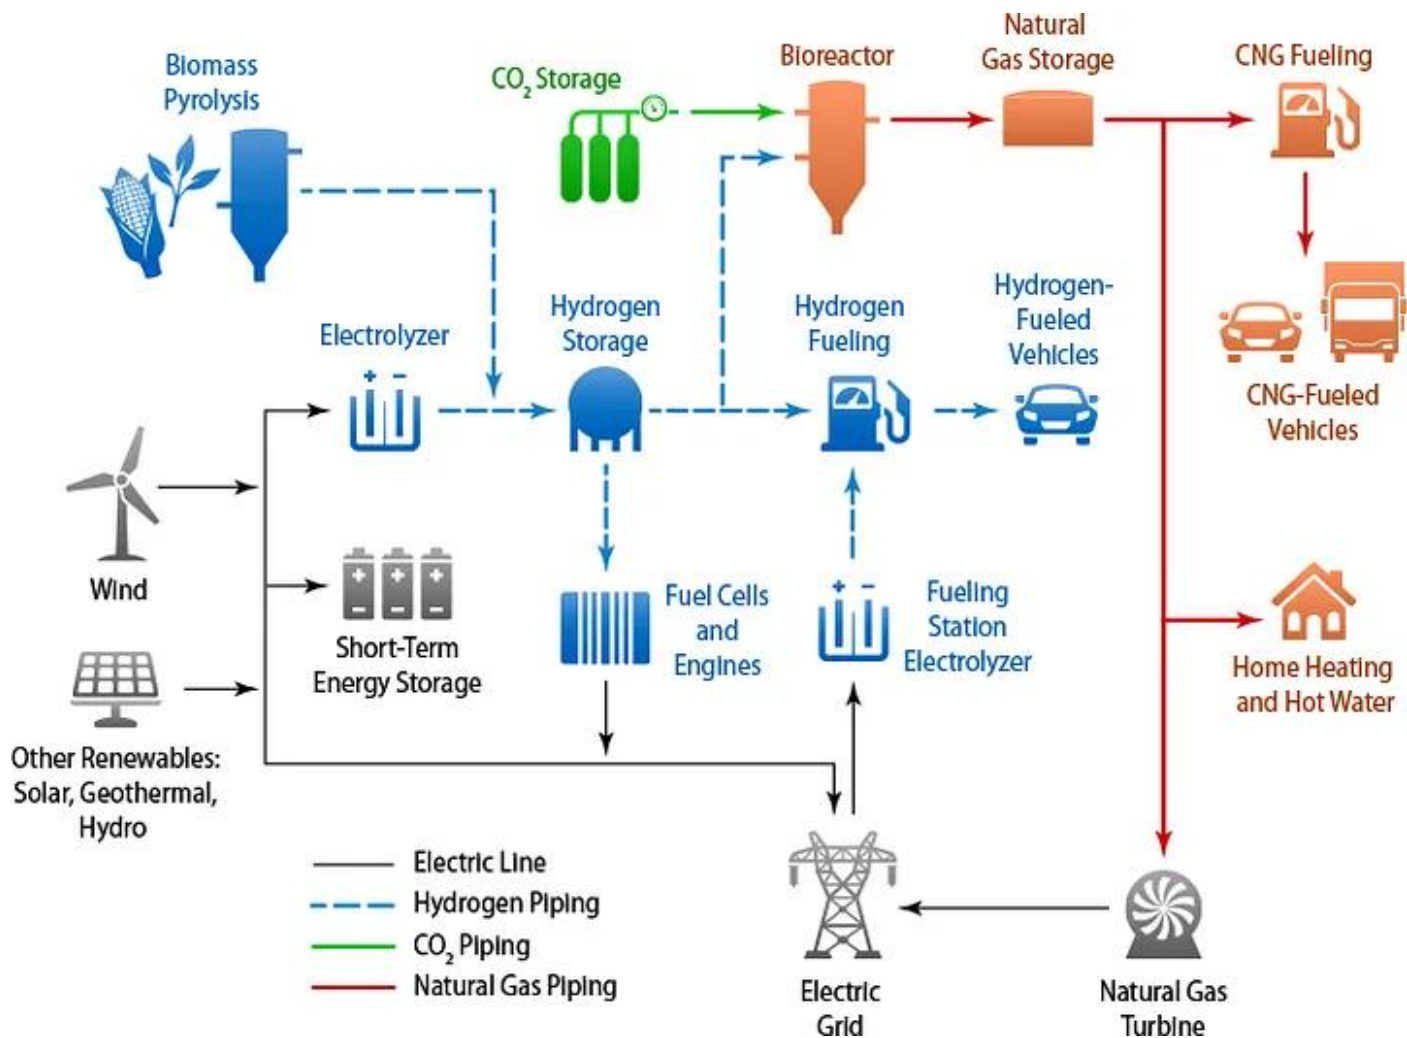 Biomass
Pyrolysis
CO₂ Storage
Bioreactor
Natural
Gas Storage
CNG Fueling
Electrolyzer
Hydrogen
Storage
Hydrogen
Fueling
Hydrogen-
Fueled
Vehicles
CNG-Fueled
Vehicles
+ −
Wind
Short-Term
Energy Storage
Fuel Cells
and
Engines
+ −
Fueling
Station
Electrolyzer
Home Heating
and Hot Water
Other Renewables:
Solar, Geothermal,
Hydro
Electric Line
Hydrogen Piping
CO₂ Piping
Natural Gas Piping
Electric
Grid
Natural Gas
Turbine